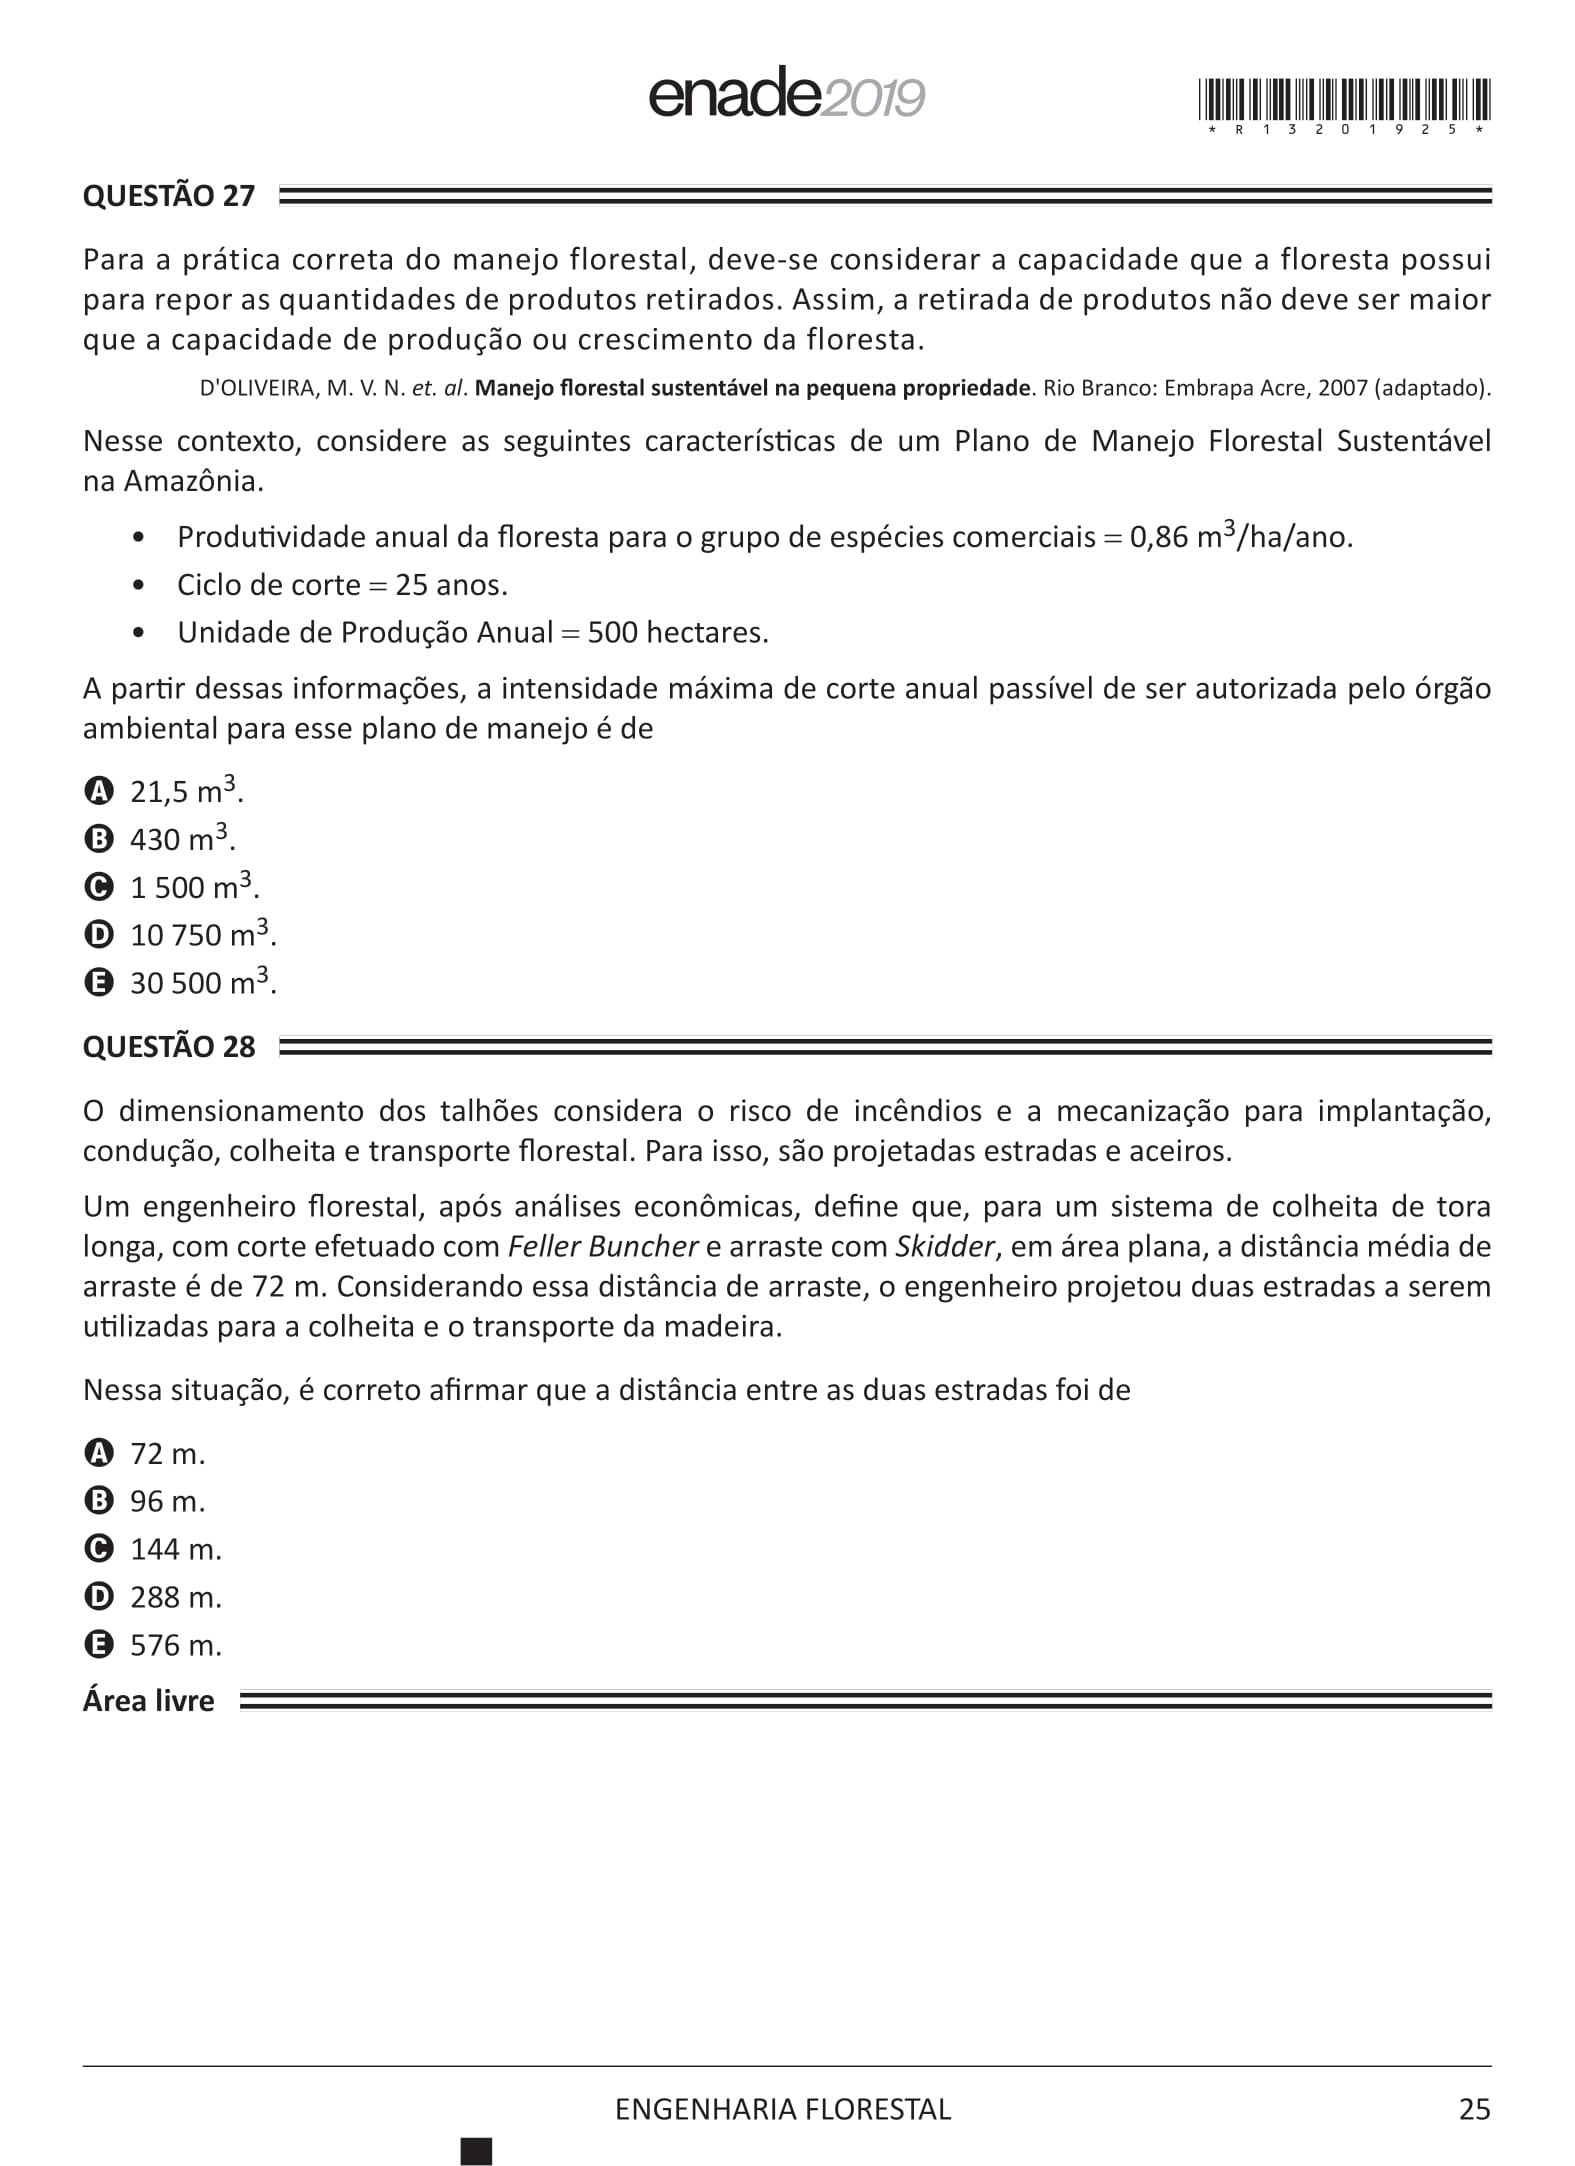 enade2019
*R13201925*
QUESTÃO 27
Para a prática correta do manejo florestal, deve-se considerar a capacidade que a floresta possui
para repor as quantidades de produtos retirados. Assim, a retirada de produtos não deve ser maior
que a capacidade de produção ou crescimento da floresta.
D'OLIVEIRA, M. V. N. et. al. Manejo florestal sustentável na pequena propriedade. Rio Branco: Embrapa Acre, 2007 (adaptado).
Nesse contexto, considere as seguintes características de um Plano de Manejo Florestal Sustentável
na Amazônia.
• Produtividade anual da floresta para o grupo de espécies comerciais = 0,86 m³/ha/ano.
• Ciclo de corte = 25 anos.
• Unidade de Produção Anual = 500 hectares.
A partir dessas informações, a intensidade máxima de corte anual passível de ser autorizada pelo órgão
ambiental para esse plano de manejo é de
A 21,5 m³.
B 430 m³.
C 1 500 m³.
D 10 750 m³.
E 30 500 m³.
QUESTÃO 28
O dimensionamento dos talhões considera o risco de incêndios e a mecanização para implantação,
condução, colheita e transporte florestal. Para isso, são projetadas estradas e aceiros.
Um engenheiro florestal, após análises econômicas, define que, para um sistema de colheita de tora
longa, com corte efetuado com Feller Buncher e arraste com Skidder, em área plana, a distância média de
arraste é de 72 m. Considerando essa distância de arraste, o engenheiro projetou duas estradas a serem
utilizadas para a colheita e o transporte da madeira.
Nessa situação, é correto afirmar que a distância entre as duas estradas foi de
A 72 m.
B 96 m.
C 144 m.
D 288 m.
E 576 m.
Área livre
ENGENHARIA FLORESTAL
25